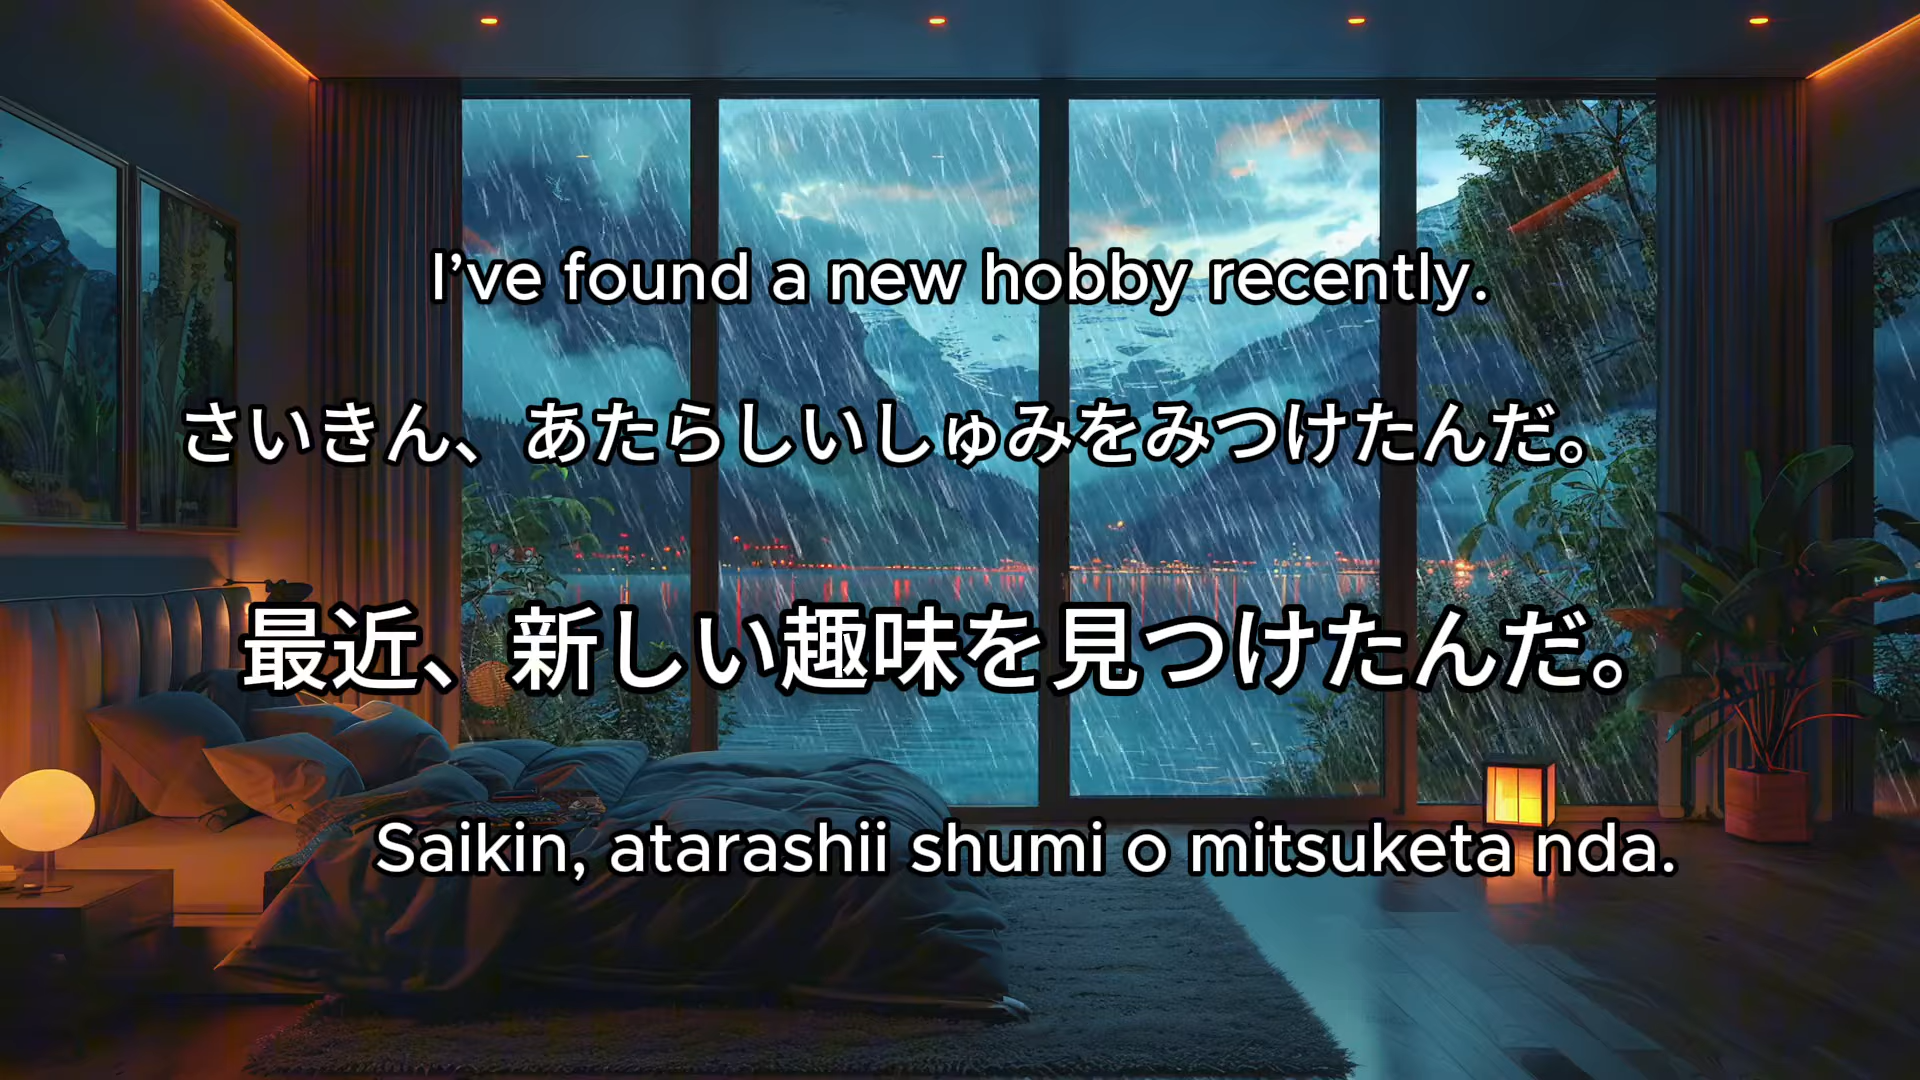 I’ve found a new hobby recently.
さいきん、あたらしいしゅみをみつけたんだ。
最近、新しい趣味を見つけたんだ。
Saikin, atarashii shumi o mitsuketa nda.